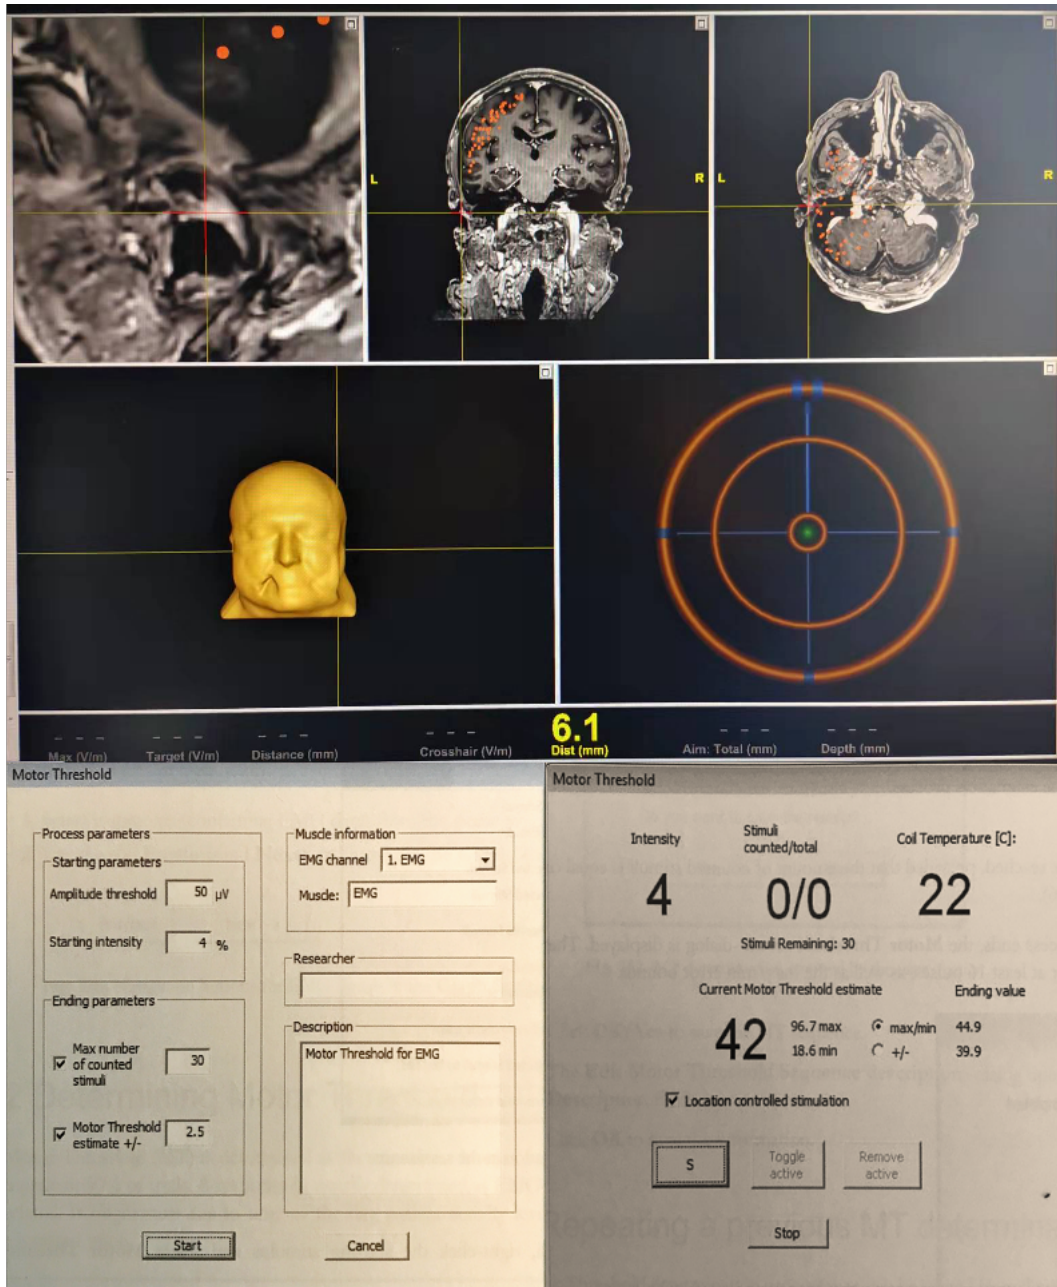 L
R
L
R
6.1
Max (V/m) Target (V/m) Distance (mm) Crosshair (V/m) Dist (mm) Aim: Total (mm) Depth (mm)
Motor Threshold
Process parameters
Starting parameters
Amplitude threshold 50 µV
Starting intensity 4 %
Ending parameters
Max number
of counted
stimuli
30
Motor Threshold
estimate +/-
2.5
Muscle information
EMG channel 1. EMG
Muscle: EMG
Researcher
Description
Motor Threshold for EMG
Start Cancel
Motor Threshold
Intensity
Stimuli
counted/total
Coil Temperature [C]:
4 0/0 22
Stimuli Remaining: 30
Current Motor Threshold estimate Ending value
42
96.7 max max/min 44.9
18.6 min +/- 39.9
Location controlled stimulation
S
Toggle
active
Remove
active
Stop